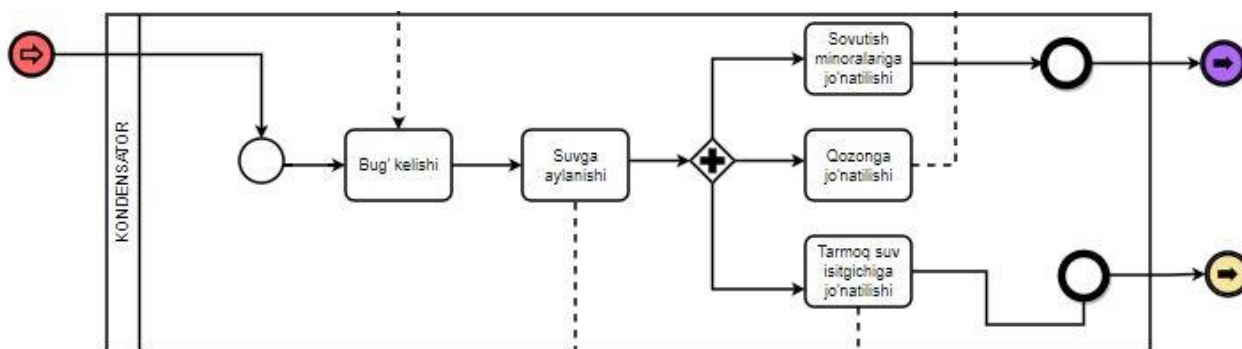 KONDENSATOR
Bug' kelishi
Suvga
aylanishi
Sovutish
minoralariga
jo'natilishi
Qozonga
jo'natilishi
Tarmoq suv
isitgichiga
jo'natilishi